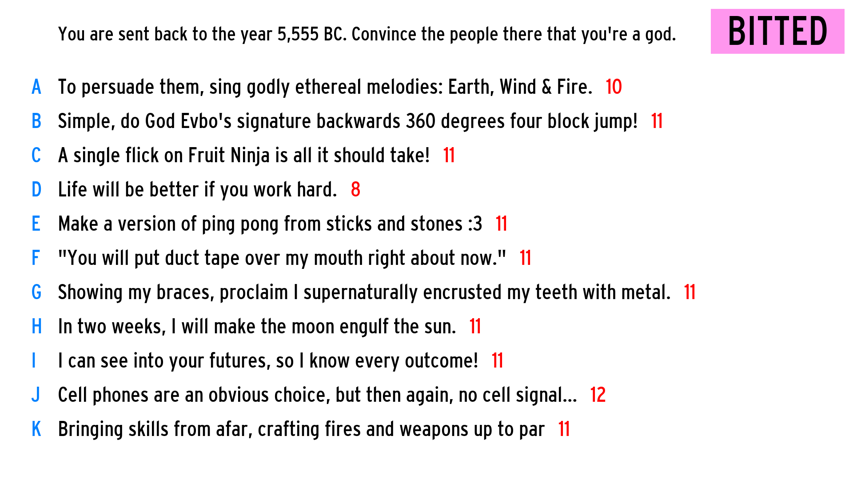 You are sent back to the year 5,555 BC. Convince the people there that you're a god.
BITTED
A To persuade them, sing godly ethereal melodies: Earth, Wind & Fire. 10
B Simple, do God Evbo's signature backwards 360 degrees four block jump! 11
C A single flick on Fruit Ninja is all it should take! 11
D Life will be better if you work hard. 8
E Make a version of ping pong from sticks and stones :3 11
F "You will put duct tape over my mouth right about now." 11
G Showing my braces, proclaim I supernaturally encrusted my teeth with metal. 11
H In two weeks, I will make the moon engulf the sun. 11
I I can see into your futures, so I know every outcome! 11
J Cell phones are an obvious choice, but then again, no cell signal... 12
K Bringing skills from afar, crafting fires and weapons up to par 11